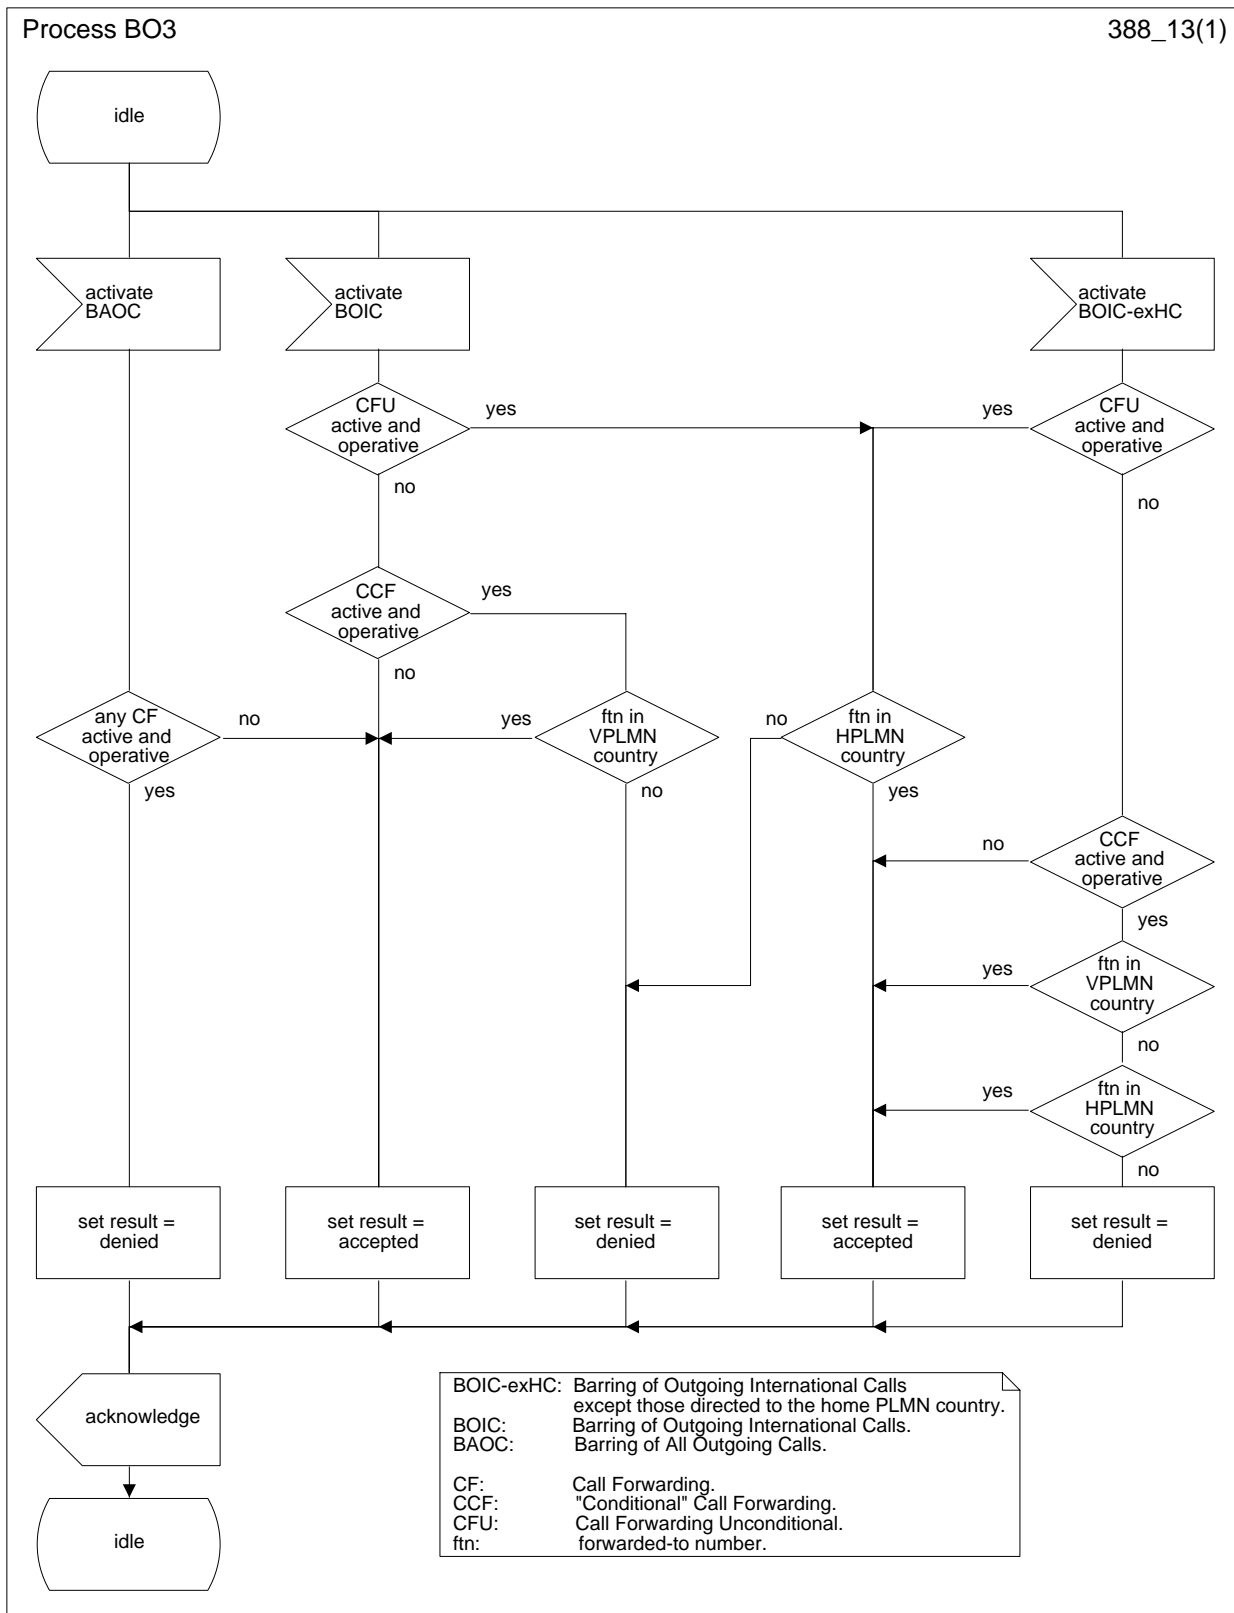 Process BO3
388_13(1)
idle
activate
BAOC
activate
BOIC
activate
BOIC-exHC
CFU
active and
operative
yes
no
yes
CFU
active and
operative
no
CCF
active and
operative
yes
no
any CF
active and
operative
no
yes
yes
ftn in
VPLMN
country
no
no
ftn in
HPLMN
country
yes
no
CCF
active and
operative
yes
yes
ftn in
VPLMN
country
no
yes
ftn in
HPLMN
country
no
set result =
denied
set result =
accepted
set result =
denied
set result =
accepted
set result =
denied
acknowledge
idle
BOIC-exHC: Barring of Outgoing International Calls
except those directed to the home PLMN country.
BOIC: Barring of Outgoing International Calls.
BAOC: Barring of All Outgoing Calls.
CF: Call Forwarding.
CCF: "Conditional" Call Forwarding.
CFU: Call Forwarding Unconditional.
ftn: forwarded-to number.